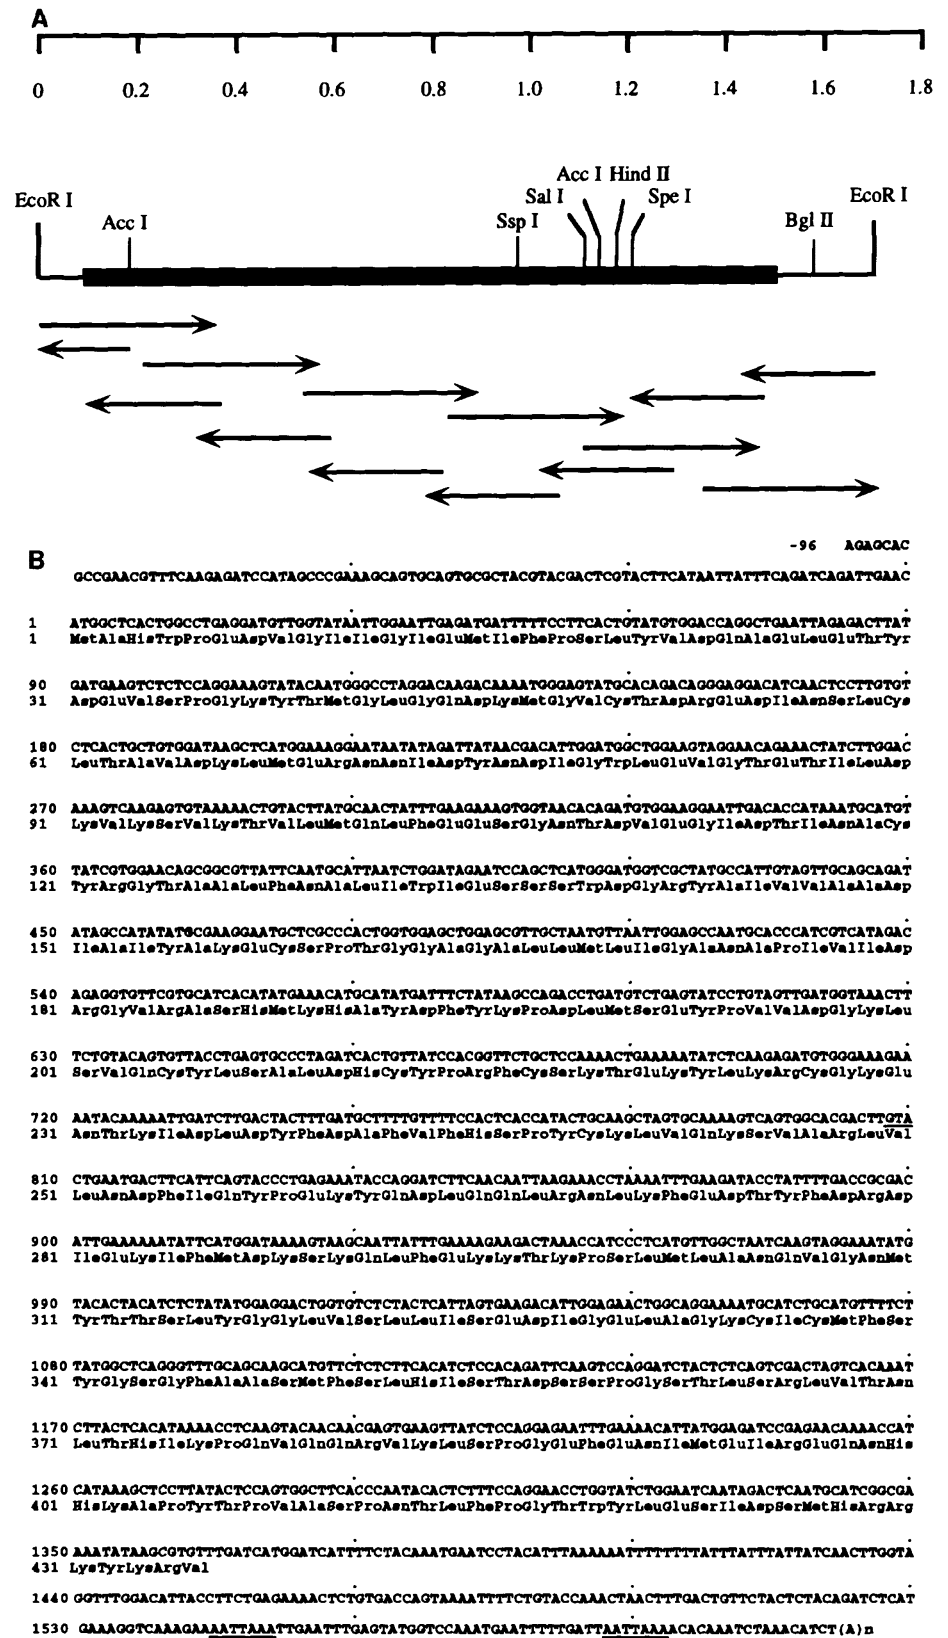 A
0 0.2 0.4 0.6 0.8 1.0 1.2 1.4 1.6 1.8
Acc I Hind II
EcoR I Sal I Spe I EcoR I
Acc I Ssp I Bgl II
B
-96 AGAGCAC
GCCGAACGTTTCAAGAGATCCATAGCCCGAAAGCAGTGCAGTGCGCTACGTACGACTCGTACTTCATAATTATTTCAGATCAGATTGAAC
1 ATGGCTCACTGGCCTGAGGATGTTGGTATAATTGGAATTGAGATGATTTTTCCTTCACTGTATGTGGACCAGGCTGAATTAGAGACTTAT
1 MetAlaHisTrpProGluAspValGlyIleIleGlyIleGluMetIlePheProSerLeuTyrValAspGlnAlaGluLeuGluThrTyr
90 GATGAAGTCTCTCCAGGAAAGTATACAATGGGCCTAGGACAAGACAAAATGGGAGTATGCACAGACAGGGAGGACATCAACTCCTTGTGT
31 AspGluValSerProGlyLysTyrThrMetGlyLeuGlyGlnAspLysMetGlyValCysThrAspArgGluAspIleAsnSerLeuCys
180 CTCACTGCTGTGGATAAGCTCATGGAAAGGAATAATATAGATTATAACGACATTGGATGGCTGGAAGTAGGAACAGAAACTATCTTGGAC
61 LeuThrAlaValAspLysLeuMetGluArgAsnAsnIleAspTyrAsnAspIleGlyTrpLeuGluValGlyThrGluThrIleLeuAsp
270 AAAGTCAAGAGTGTAAAAACTGTACTTATGCAACTATTTGAAGAAAGTGGTAACACAGATGTGGAAGGAATTGACACCATAAATGCATGT
91 LysValLysSerValLysThrValLeuMetGlnLeuPheGluGluSerGlyAsnThrAspValGluGlyIleAspThrIleAsnAlaCys
360 TATCGTGGAACAGCGGCGTTATTCAATGCATTAATCTGGATAGAATCCAGCTCATGGGATGGTCGCTATGCCATTGTAGTTGCAGCAGAT
121 TyrArgGlyThrAlaAlaLeuPheAsnAlaLeuIleTrpIleGluSerSerSerTrpAspGlyArgTyrAlaIleValValAlaAlaAsp
450 ATAGCCATATATGCGAAGGAATGCTCGCCCACTGGTGGAGCTGGAGCGTTGCTAATGTTAATTGGAGCCAATGCACCCATCGTCATAGAC
151 IleAlaIleTyrAlaLysGluCysSerProThrGlyGlyAlaGlyAlaLeuLeuMetLeuIleGlyAlaAsnAlaProIleValIleAsp
540 AGAGGTGTTCGTGCATCACATATGAAACATGCATATGATTTCTATAAGCCAGACCTGATGTCTGAGTATCCTGTAGTTGATGGTAAACTT
181 ArgGlyValArgAlaSerHisMetLysHisAlaTyrAspPheTyrLysProAspLeuMetSerGluTyrProValValAspGlyLysLeu
630 TCTGTACAGTGTTACCTGAGTGCCCTAGATCACTGTTATCCACGGTTCTGCTCCAAAACTGAAAAATATCTCAAGAGATGTGGGAAAGAA
201 SerValGlnCysTyrLeuSerAlaLeuAspHisCysTyrProArgPheCysSerLysThrGluLysTyrLeuLysArgCysGlyLysGlu
720 AATACAAAAATTGATCTTGACTACTTTGATGCTTTTGTTTTCCACTCACCATACTGCAAGCTAGTGCAAAAGTCAGTGGCACGACTTGTA
231 AsnThrLysIleAspLeuAspTyrPheAspAlaPheValPheHisSerProTyrCysLysLeuValGlnLysSerValAlaArgLeuVal
810 CTGAATGACTTCATTCAGTACCCTGAGAAATACCAGGATCTTCAACAATTAAGAAACCTAAAATTTGAAGATACCTATTTTGACCGCGAC
251 LeuAsnAspPheIleGlnTyrProGluLysTyrGlnAspLeuGlnGlnLeuArgAsnLeuLysPheGluAspThrTyrPheAspArgAsp
900 ATTGAAAAAATATTCATGGATAAAAGTAAGCAATTATTTGAAAAGAAGACTAAACCATCCCTCATGTTGGCTAATCAAGTAGGAAATATG
281 IleGluLysIlePheMetAspLysSerLysGlnLeuPheGluLysLysThrLysProSerLeuMetLeuAlaAsnGlnValGlyAsnMet
990 TACACTACATCTCTATATGGAGGACTGGTGTCTCTACTCATTAGTGAAGACATTGGAGAACTGGCAGGAAAATGCATCTGCATGTTTTCT
311 TyrThrThrSerLeuTyrGlyGlyLeuValSerLeuLeuIleSerGluAspIleGlyGluLeuAlaGlyLysCysIleCysMetPheSer
1080 TATGGCTCAGGGTTTGCAGCAAGCATGTTCTCTCTTCACATCTCCACAGATTCAAGTCCAGGATCTACTCTCAGTCGACTAGTCACAAAT
341 TyrGlySerGlyPheAlaAlaSerMetPheSerLeuHisIleSerThrAspSerSerProGlySerThrLeuSerArgLeuValThrAsn
1170 CTTACTCACATAAAACCTCAAGTACAACAACGAGTGAAGTTATCTCCAGGAGAATTTGAAAACATTATGGAGATCCGAGAACAAAACCAT
371 LeuThrHisIleLysProGlnValGlnGlnArgValLysLeuSerProGlyGluPheGluAsnIleMetGluIleArgGluGlnAsnHis
1260 CATAAAGCTCCTTATACTCCAGTGGCTTCACCCAACACTCTTTTCCAGGAACCTGGTATCTGGAATCAATAGACTCAATGCATCGGCGA
401 HisLysAlaProTyrThrProValAlaSerProAsnThrLeuPheProGlyThrTrpTyrLeuGluSerIleAspSerMetHisArgArg
1350 AAATATAAGCGTGTTTGATCATGGATCATTTTCTACAAATGAATCCTACATTTAAAAAATTTTTTTTATTTATTTATTATCAACTTGGTA
431 LysTyrLysArgVal
1440 GGTTTGGACATTACCTTCTGAGAAAACTCTGTGACCAGTAAAATTTTCTGTACCAAACTAACTTTGACTGTTCTACTCTACAGATCTCAT
1530 GAAAGGTCAAAGAAAATTAAATTGAATTTGAGTATGGTCCAAATGAATTTTTGATTAATTAAAACACAAATCTAAACATCT(A)n